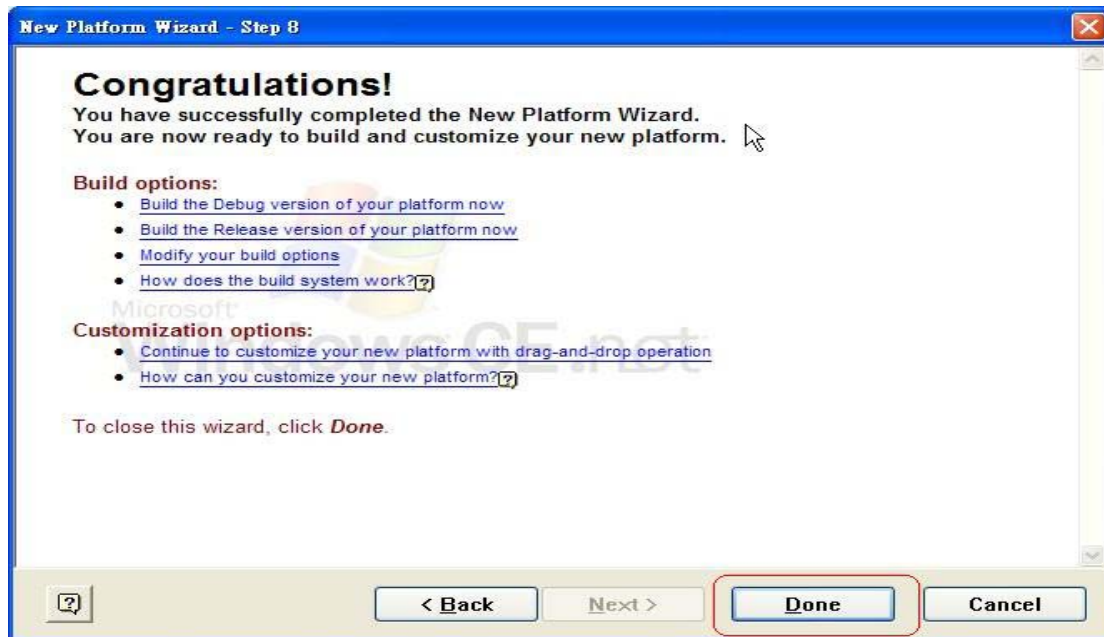 New Platform Wizard - Step 8
Congratulations!
You have successfully completed the New Platform Wizard.
You are now ready to build and customize your new platform.
Build options:
Build the Debug version of your platform now
Build the Release version of your platform now
Modify your build options
How does the build system work?
Microsoft
Windows CE.net
Customization options:
Continue to customize your new platform with drag-and-drop operation
How can you customize your new platform?
To close this wizard, click Done.
< Back Next > Done Cancel